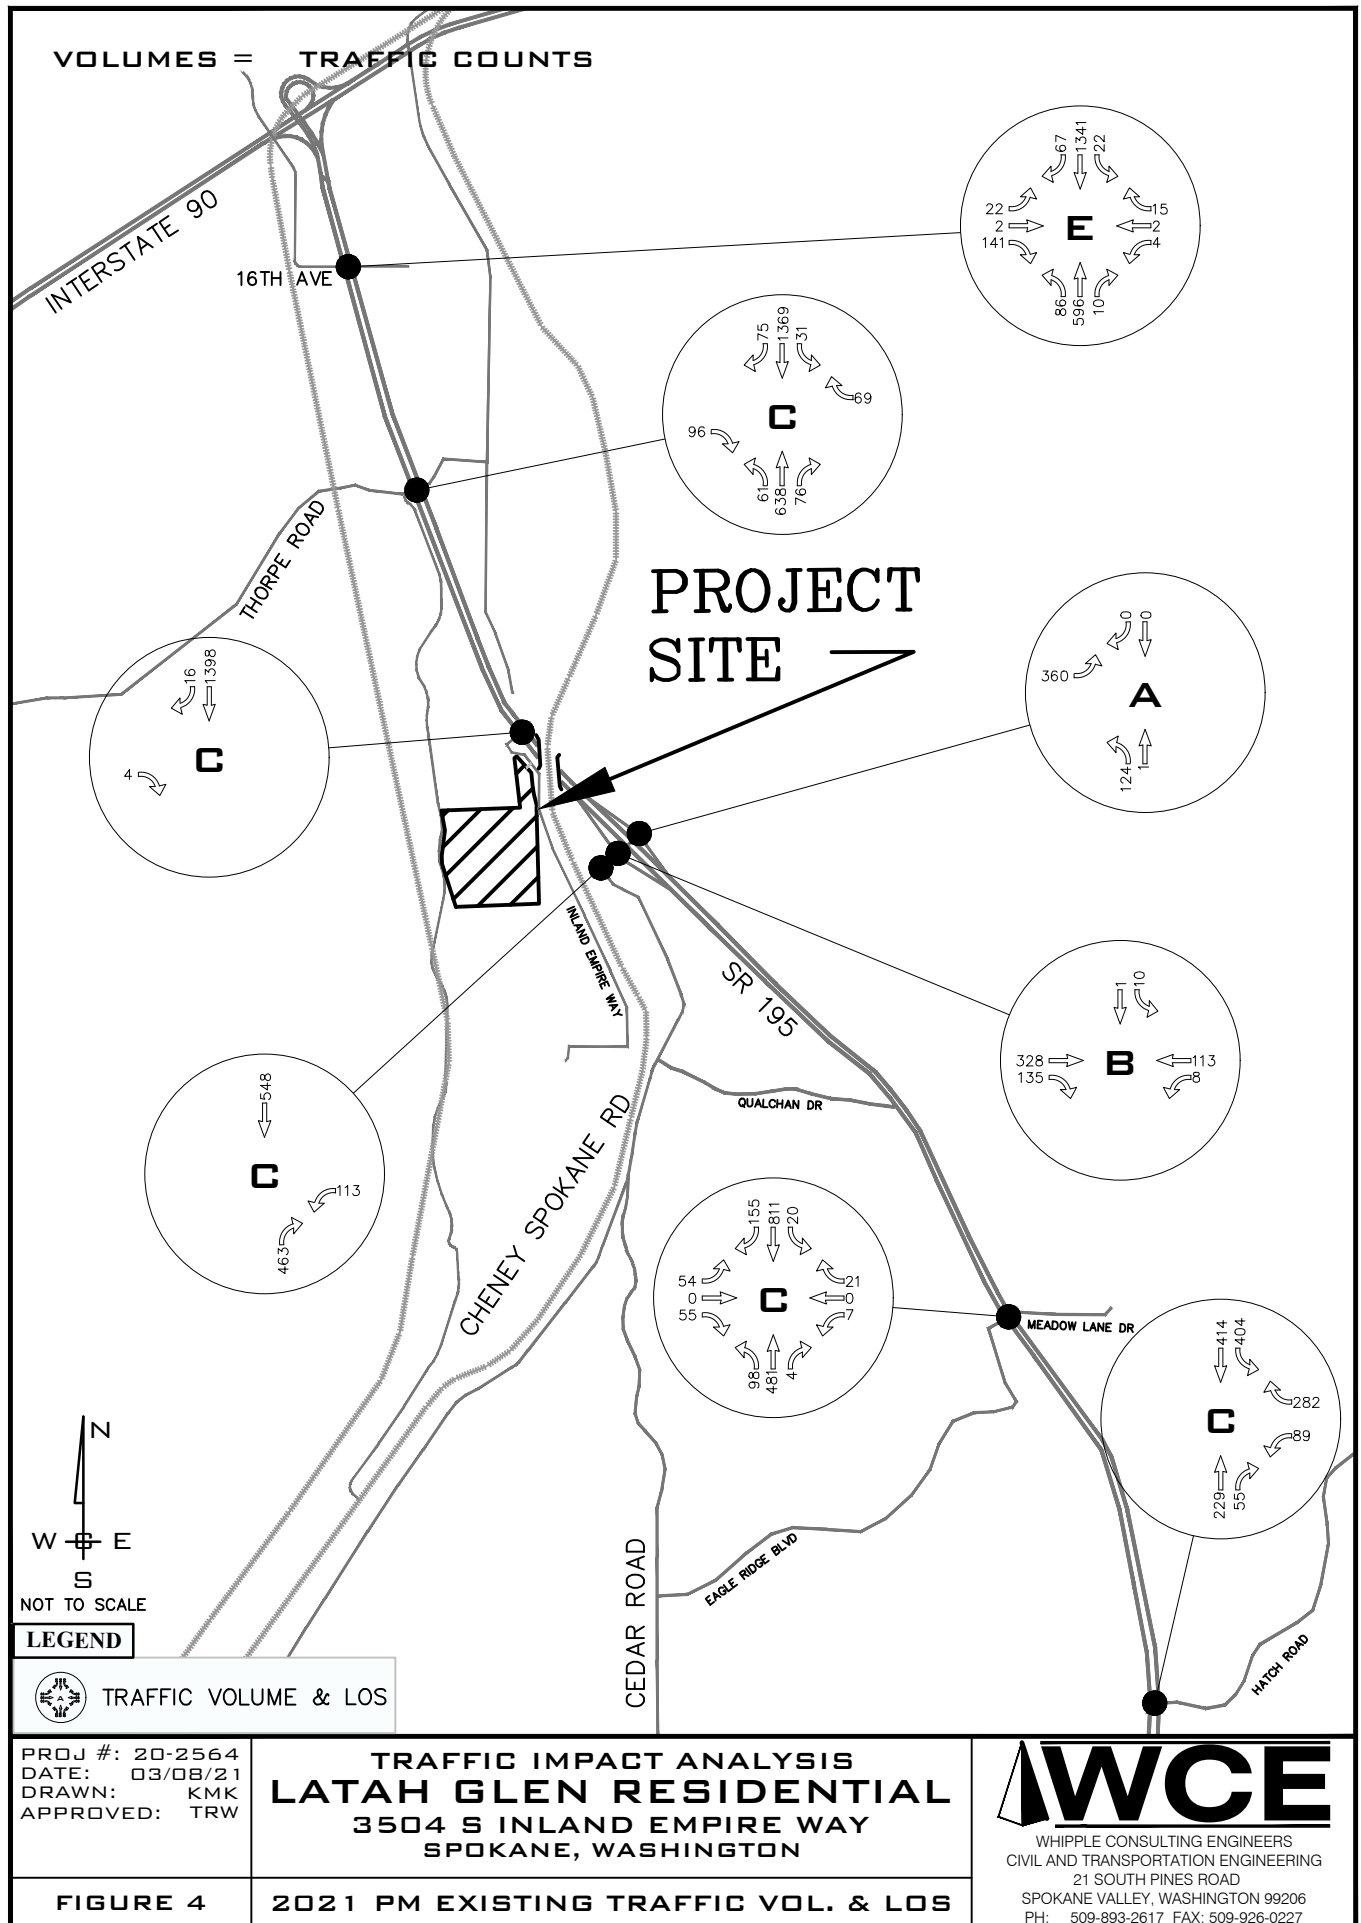 VOLUMES = TRAFFIC COUNTS
INTERSTATE 90
16TH AVE
67 1341 22
22 15
2 E 2
141 4
86 596 10
75 1369 31
69
C
96
61 638 76
THORPE ROAD
PROJECT
SITE
16 1398
C
4
0 0
360
A
124 1
INLAND EMPIRE WAY
SR 195
1 10
328 B 113
135 8
QUALCHAN DR
548
C
113
463
CHENEY SPOKANE RD
155 811 20
54 21
0 C 0
55 7
98 481 4
MEADOW LANE DR
414 404
282
C
89
229 55
N
W S E
S
NOT TO SCALE
CEDAR ROAD
EAGLE RIDGE BLVD
HATCH ROAD
LEGEND
A TRAFFIC VOLUME & LOS
PROJ #: 20-2564
DATE: 03/08/21
DRAWN: KMK
APPROVED: TRW
FIGURE 4
TRAFFIC IMPACT ANALYSIS
LATAH GLEN RESIDENTIAL
3504 S INLAND EMPIRE WAY
SPOKANE, WASHINGTON
2021 PM EXISTING TRAFFIC VOL. & LOS
WCE
WHIPPLE CONSULTING ENGINEERS
CIVIL AND TRANSPORTATION ENGINEERING
21 SOUTH PINES ROAD
SPOKANE VALLEY, WASHINGTON 99206
PH: 509-893-2617 FAX: 509-926-0227